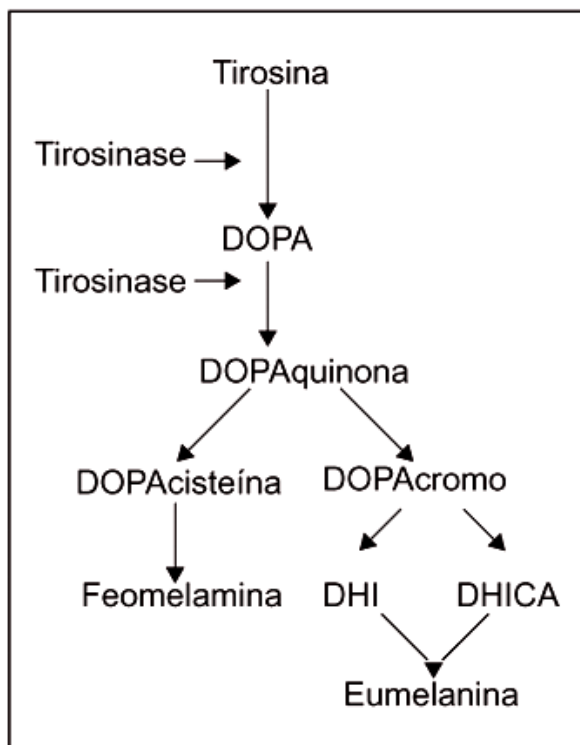 Tirosina
Tirosinase
DOPA
Tirosinase
DOPAquinona
DOPAcisteína DOPAcromo
Feomelamina DHI DHICA
Eumelanina